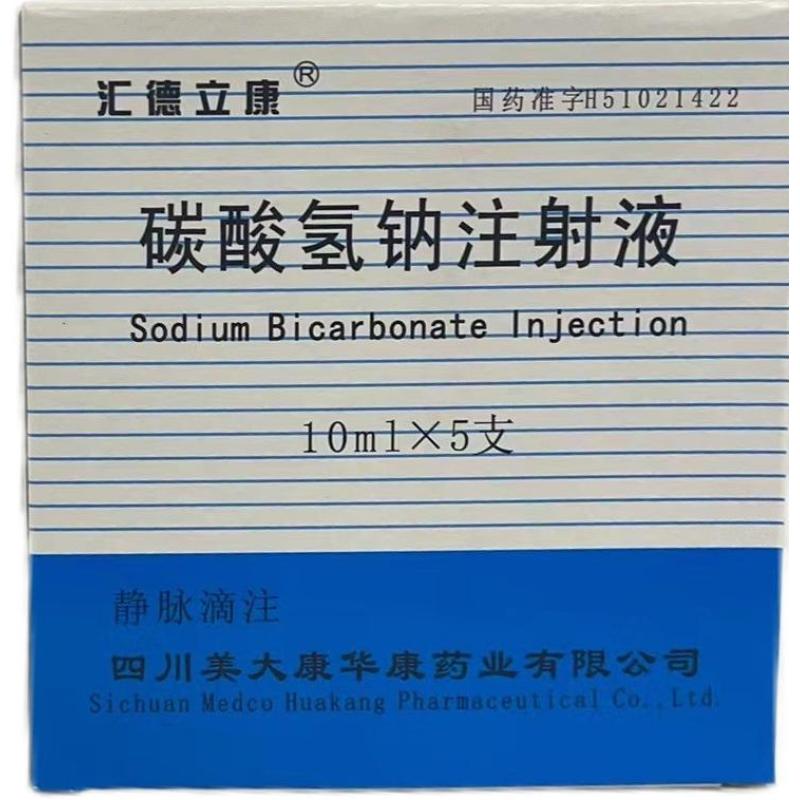 汇德立康®
国药准字H51021422
碳酸氢钠注射液
Sodium Bicarbonate Injection
10ml×5支
静脉滴注
四川美大康华康药业有限公司
Sichuan Medco Huakang Pharmaceutical Co.,Ltd.